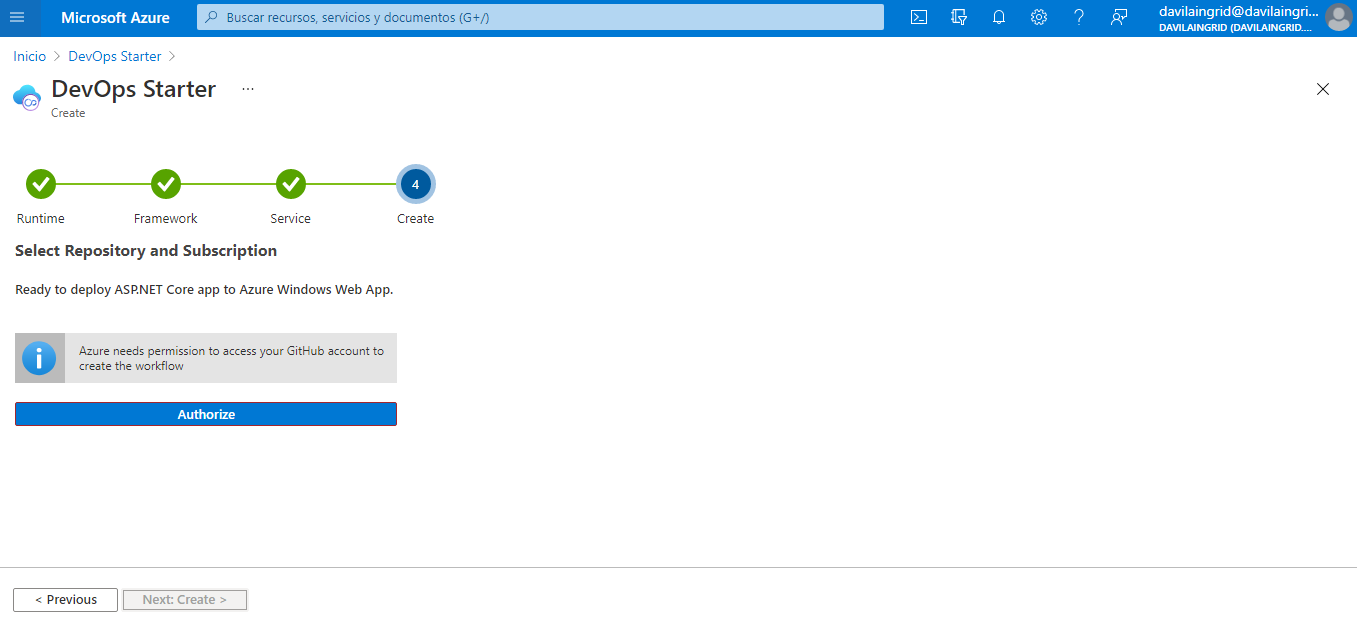 Microsoft Azure
Buscar recursos, servicios y documentos (G+/)
davilaingrid@davilaingri...
DAVILAINGRID (DAVILAINGRID....
Inicio > DevOps Starter >
DevOps Starter ...
Create
4
Runtime Framework Service Create
Select Repository and Subscription
Ready to deploy ASP.NET Core app to Azure Windows Web App.
Azure needs permission to access your GitHub account to
create the workflow
Authorize
< Previous Next: Create >